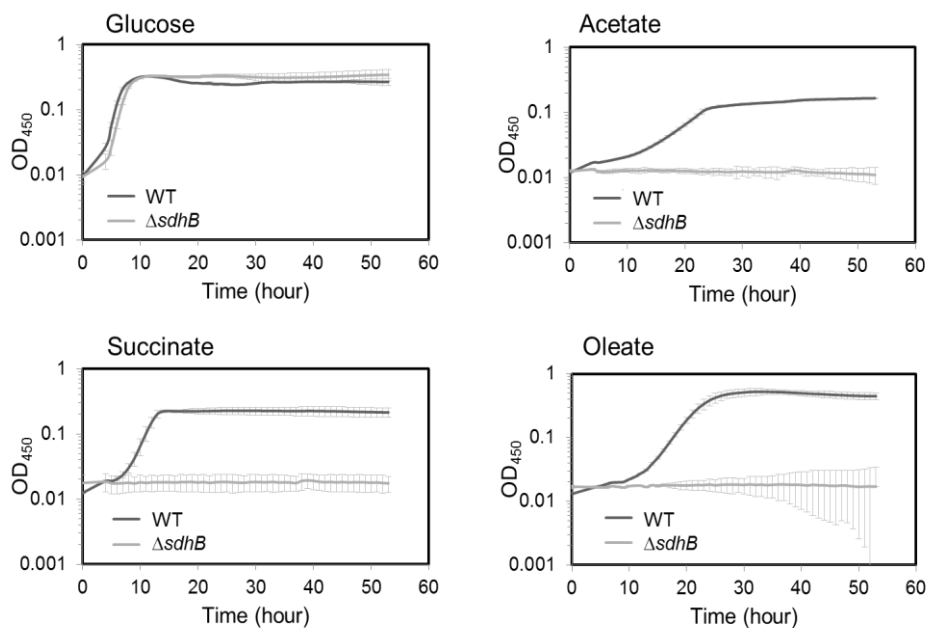 Glucose
1
0.1
0.01
0.001
OD450
WT
ΔsdhB
0 10 20 30 40 50 60
Time (hour)
Acetate
1
0.1
0.01
0.001
OD450
WT
ΔsdhB
0 10 20 30 40 50 60
Time (hour)
Succinate
1
0.1
0.01
0.001
OD450
WT
ΔsdhB
0 10 20 30 40 50 60
Time (hour)
Oleate
1
0.1
0.01
0.001
OD450
WT
ΔsdhB
0 10 20 30 40 50 60
Time (hour)